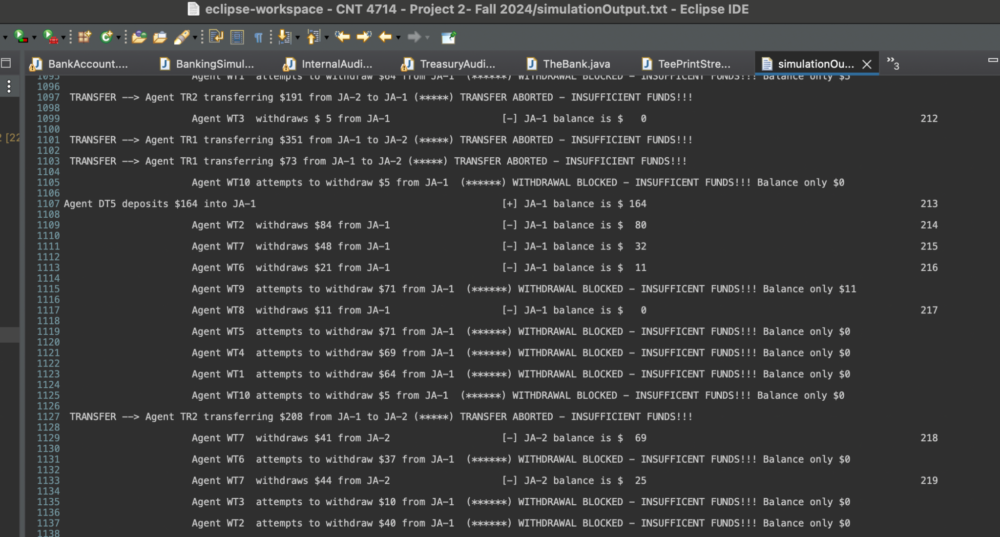 eclipse-workspace - CNT 4714 - Project 2- Fall 2024/simulationOutput.txt - Eclipse IDE
BankAccount.... BankingSimul... InternalAudi... TreasuryAudi... TheBank.java TeePrintStre... simulationOu... »3
2 [22
1095 Agent WT1 attempts to withdraw $64 from JA-1 (******) WITHDRAWAL BLOCKED - INSUFFICENT FUNDS!!! Balance only $5
1096
1097 TRANSFER --> Agent TR2 transferring $191 from JA-2 to JA-1 (*****) TRANSFER ABORTED - INSUFFICIENT FUNDS!!!
1098
1099 Agent WT3 withdraws $ 5 from JA-1 [-] JA-1 balance is $ 0 212
1100
1101 TRANSFER --> Agent TR1 transferring $351 from JA-1 to JA-2 (*****) TRANSFER ABORTED - INSUFFICIENT FUNDS!!!
1102
1103 TRANSFER --> Agent TR1 transferring $73 from JA-1 to JA-2 (*****) TRANSFER ABORTED - INSUFFICIENT FUNDS!!!
1104
1105 Agent WT10 attempts to withdraw $5 from JA-1 (******) WITHDRAWAL BLOCKED - INSUFFICENT FUNDS!!! Balance only $0
1106
1107 Agent DT5 deposits $164 into JA-1 [+] JA-1 balance is $ 164 213
1108
1109 Agent WT2 withdraws $84 from JA-1 [-] JA-1 balance is $ 80 214
1110
1111 Agent WT7 withdraws $48 from JA-1 [-] JA-1 balance is $ 32 215
1112
1113 Agent WT6 withdraws $21 from JA-1 [-] JA-1 balance is $ 11 216
1114
1115 Agent WT9 attempts to withdraw $71 from JA-1 (******) WITHDRAWAL BLOCKED - INSUFFICENT FUNDS!!! Balance only $11
1116
1117 Agent WT8 withdraws $11 from JA-1 [-] JA-1 balance is $ 0 217
1118
1119 Agent WT5 attempts to withdraw $71 from JA-1 (******) WITHDRAWAL BLOCKED - INSUFFICENT FUNDS!!! Balance only $0
1120
1121 Agent WT4 attempts to withdraw $69 from JA-1 (******) WITHDRAWAL BLOCKED - INSUFFICENT FUNDS!!! Balance only $0
1122
1123 Agent WT1 attempts to withdraw $64 from JA-1 (******) WITHDRAWAL BLOCKED - INSUFFICENT FUNDS!!! Balance only $0
1124
1125 Agent WT10 attempts to withdraw $5 from JA-1 (******) WITHDRAWAL BLOCKED - INSUFFICENT FUNDS!!! Balance only $0
1126
1127 TRANSFER --> Agent TR2 transferring $208 from JA-1 to JA-2 (*****) TRANSFER ABORTED - INSUFFICIENT FUNDS!!!
1128
1129 Agent WT7 withdraws $41 from JA-2 [-] JA-2 balance is $ 69 218
1130
1131 Agent WT6 attempts to withdraw $37 from JA-1 (******) WITHDRAWAL BLOCKED - INSUFFICENT FUNDS!!! Balance only $0
1132
1133 Agent WT7 withdraws $44 from JA-2 [-] JA-2 balance is $ 25 219
1134
1135 Agent WT3 attempts to withdraw $10 from JA-1 (******) WITHDRAWAL BLOCKED - INSUFFICENT FUNDS!!! Balance only $0
1136
1137 Agent WT2 attempts to withdraw $40 from JA-1 (******) WITHDRAWAL BLOCKED - INSUFFICENT FUNDS!!! Balance only $0
1138